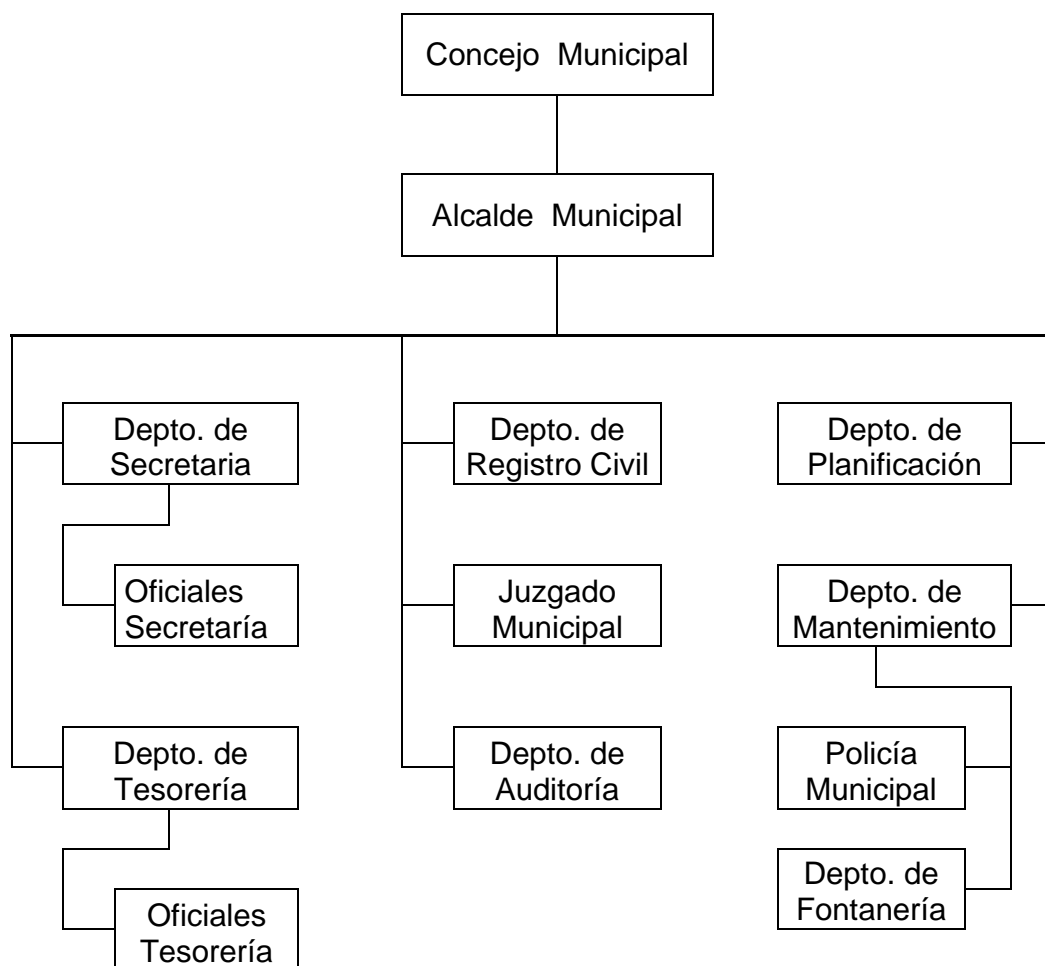 Concejo Municipal
Alcalde Municipal
Depto. de
Secretaria
Depto. de
Registro Civil
Depto. de
Planificación
Oficiales
Secretaría
Juzgado
Municipal
Depto. de
Mantenimiento
Depto. de
Tesorería
Depto. de
Auditoría
Policía
Municipal
Depto. de
Fontanería
Oficiales
Tesorería